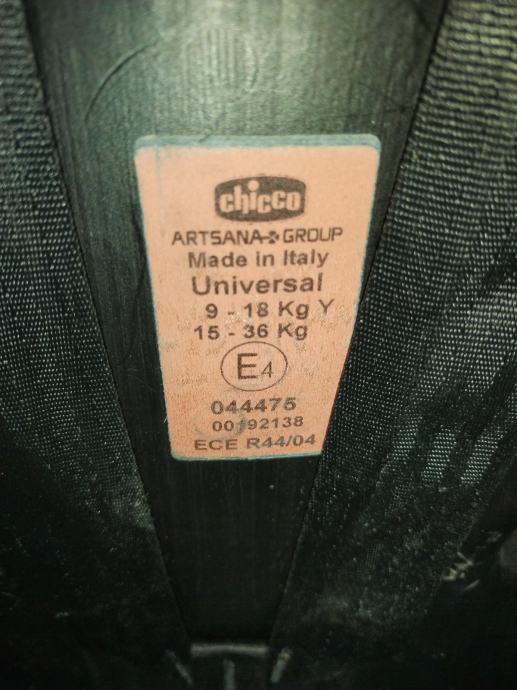 chicco
ARTSANA GROUP
Made in Italy
Universal
9 - 18 Kg Y
15 - 36 Kg
E4
044475
00192138
ECE R44/04